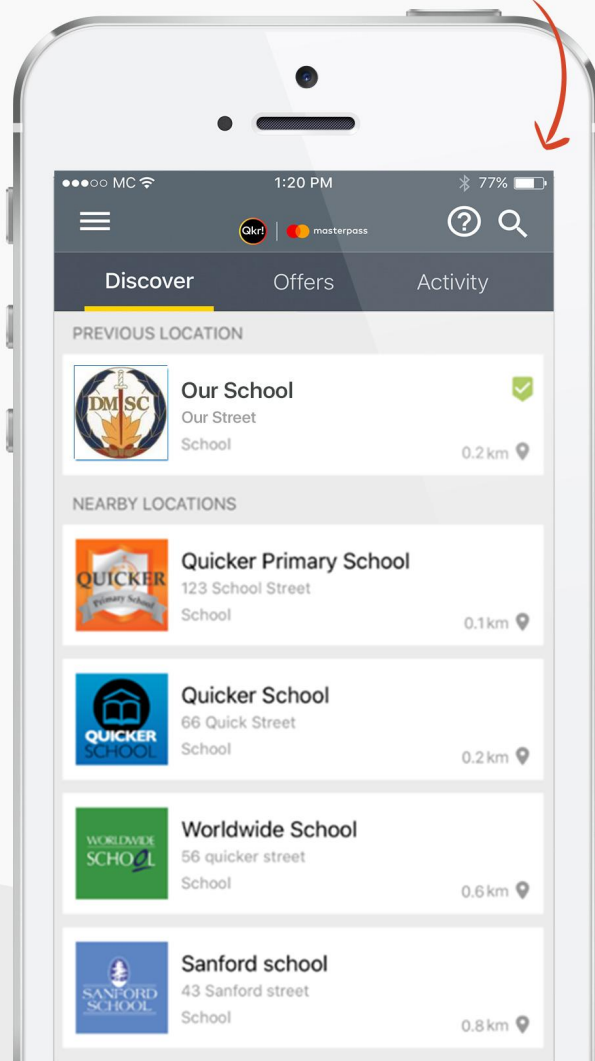 MC
1:20 PM
77%
Qkr!
masterpass
Discover
Offers
Activity
PREVIOUS LOCATION
DM SC
Our School
Our Street
School
0.2 km
NEARBY LOCATIONS
QUICKER
Primary School
Quicker Primary School
123 School Street
School
0.1 km
QUICKER
SCHOOL
Quicker School
66 Quick Street
School
0.2 km
WORLDWIDE
SCHOOL
Worldwide School
56 quicker street
School
0.6 km
SANFORD
SCHOOL
Sanford school
43 Sanford street
School
0.8 km